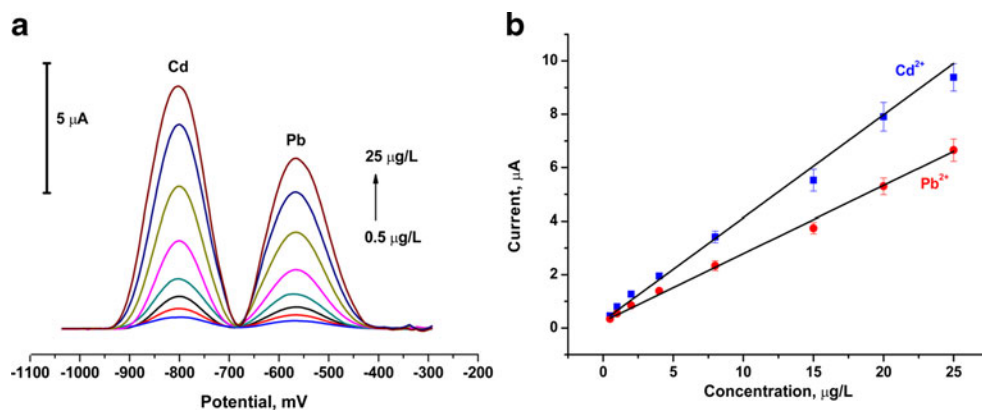 a
Cd
5 μA
Pb
25 μg/L
0.5 μg/L
-1100 -1000 -900 -800 -700 -600 -500 -400 -300 -200
Potential, mV
b
10
8
6
4
2
0
Current, μA
Cd2+
Pb2+
0 5 10 15 20 25
Concentration, μg/L